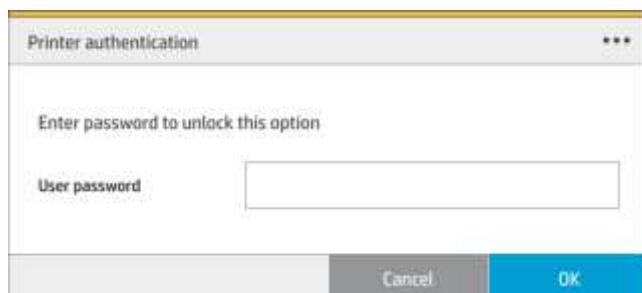 Printer authentication
Enter password to unlock this option
User password
Cancel
OK